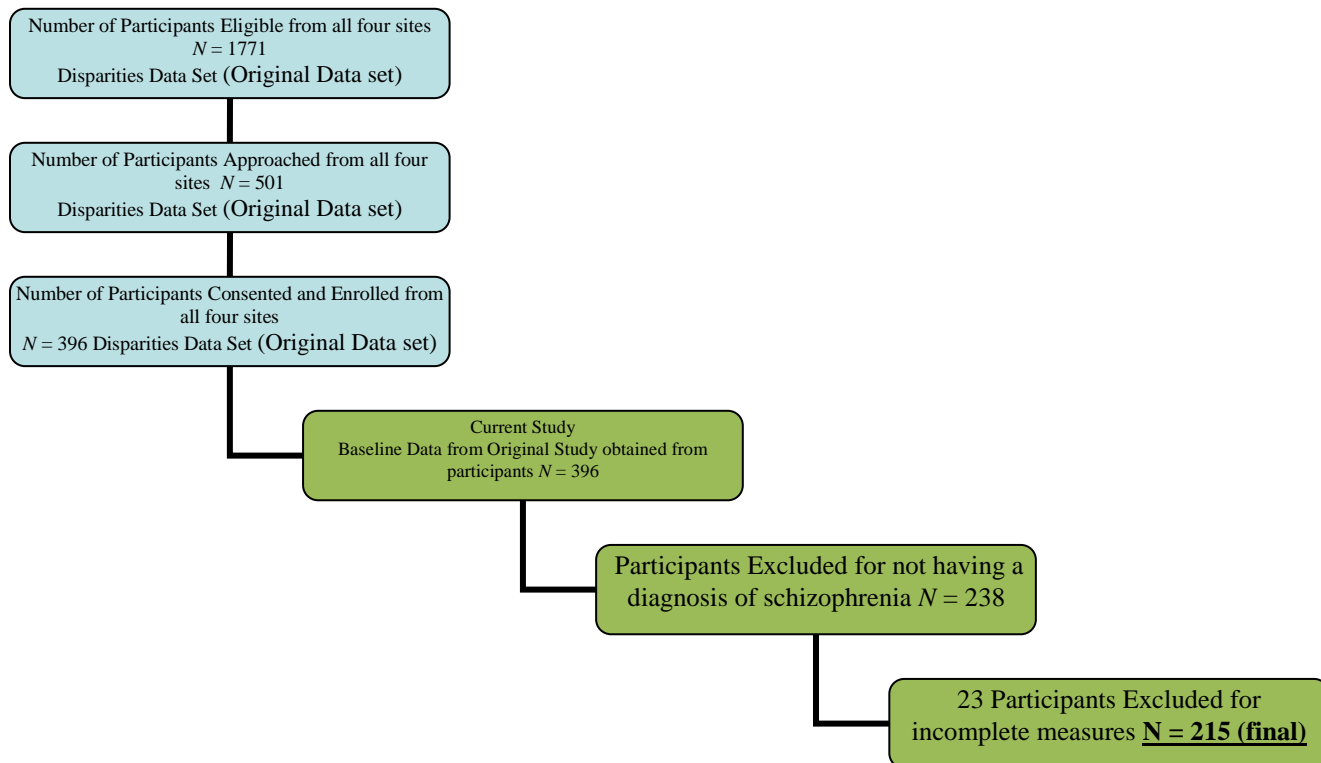 Number of Participants Eligible from all four sites
N = 1771
Disparities Data Set (Original Data set)
Number of Participants Approached from all four
sites N = 501
Disparities Data Set (Original Data set)
Number of Participants Consented and Enrolled from
all four sites
N = 396 Disparities Data Set (Original Data set)
Current Study
Baseline Data from Original Study obtained from
participants N = 396
Participants Excluded for not having a
diagnosis of schizophrenia N = 238
23 Participants Excluded for
incomplete measures N = 215 (final)